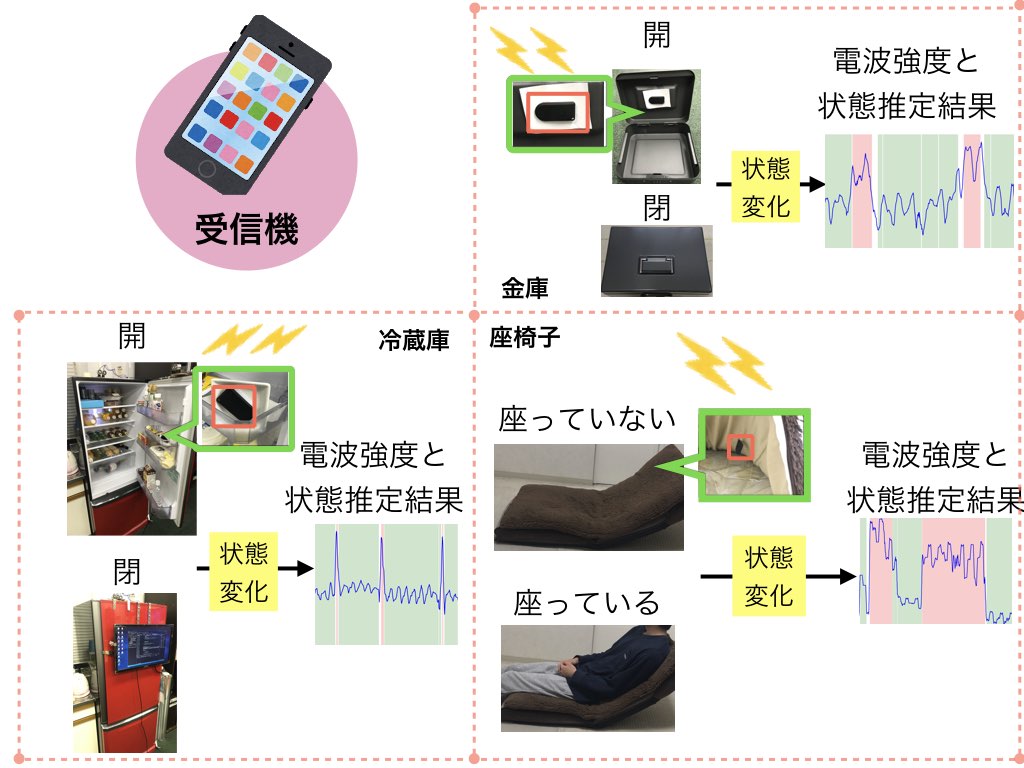 受信機
開
閉
金庫
状態
変化
電波強度と
状態推定結果
冷蔵庫
開
閉
状態
変化
電波強度と
状態推定結果
座椅子
座っていない
座っている
状態
変化
電波強度と
状態推定結果